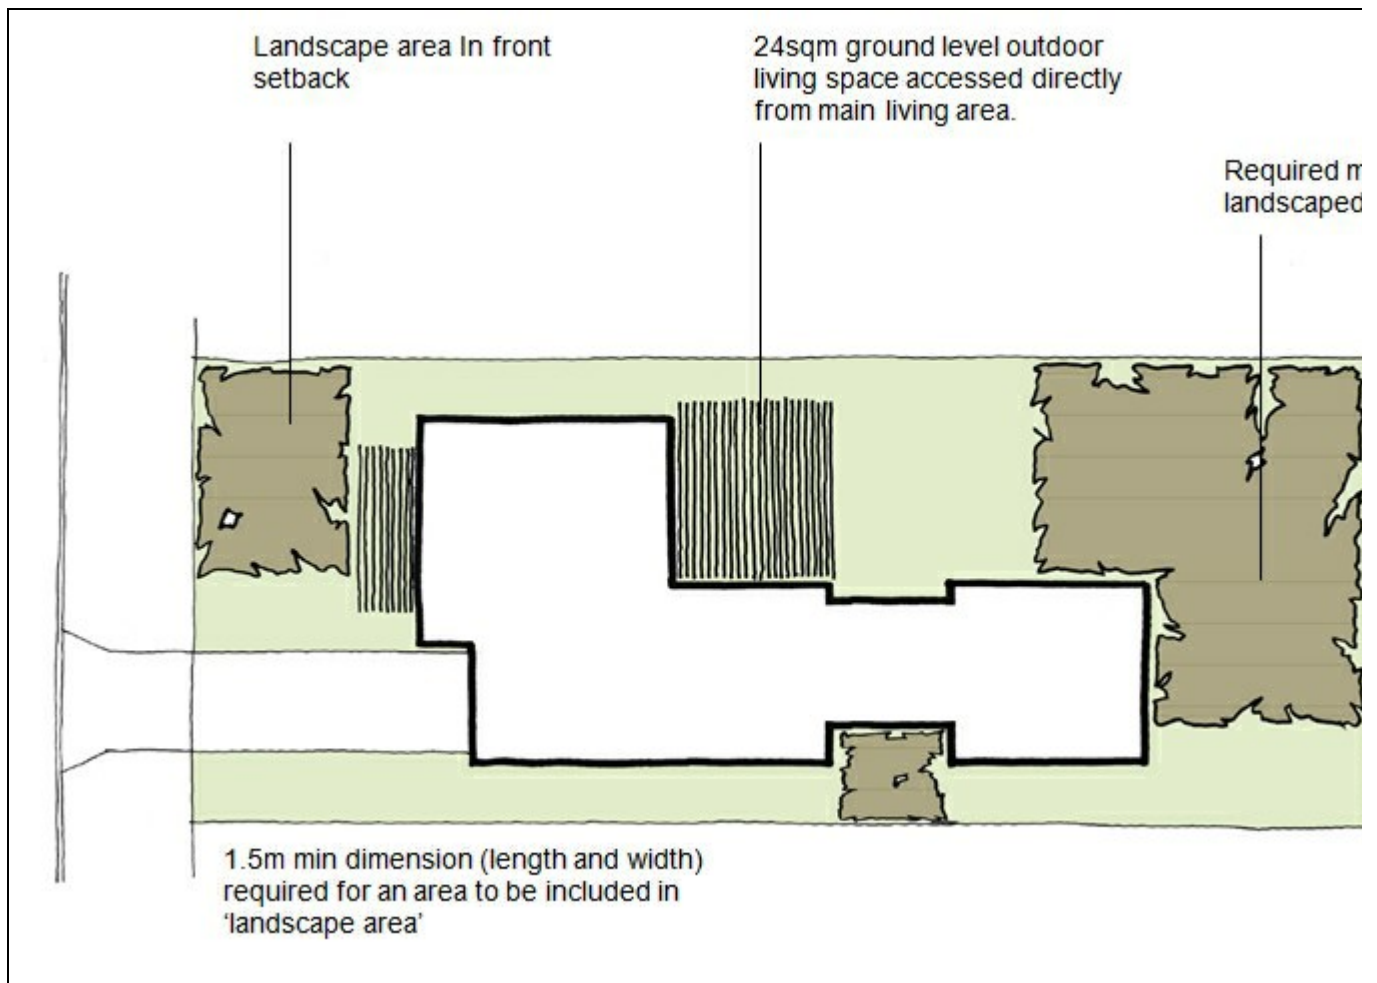 Landscape area In front
setback
24sqm ground level outdoor
living space accessed directly
from main living area.
Required
landscaped
1.5m min dimension (length and width)
required for an area to be included in
‘landscape area’